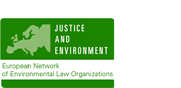 JUSTICE
AND
ENVIRONMENT
European Network
of Environmental Law Organizations